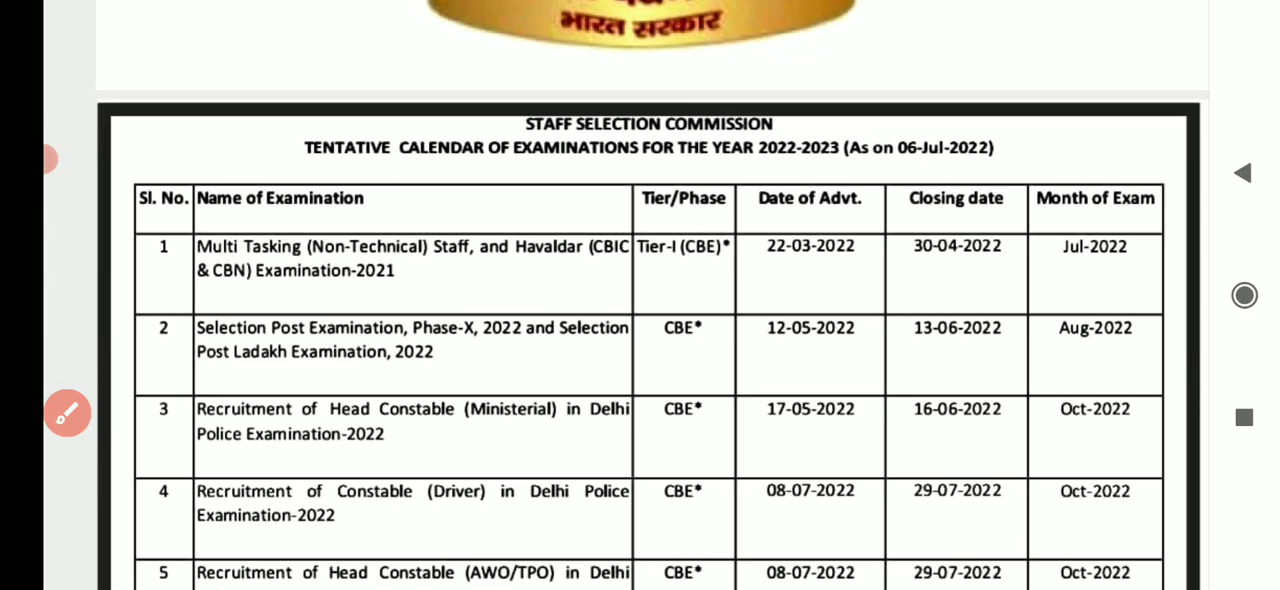 भारत सरकार
STAFF SELECTION COMMISSION
TENTATIVE CALENDAR OF EXAMINATIONS FOR THE YEAR 2022-2023 (As on 06-Jul-2022)
Sl. No. Name of Examination Tier/Phase Date of Advt. Closing date Month of Exam
1 Multi Tasking (Non-Technical) Staff, and Havaldar (CBIC Tier-I (CBE)* 22-03-2022 30-04-2022 Jul-2022
& CBN) Examination-2021
2 Selection Post Examination, Phase-X, 2022 and Selection CBE* 12-05-2022 13-06-2022 Aug-2022
Post Ladakh Examination, 2022
3 Recruitment of Head Constable (Ministerial) in Delhi CBE* 17-05-2022 16-06-2022 Oct-2022
Police Examination-2022
4 Recruitment of Constable (Driver) in Delhi Police CBE* 08-07-2022 29-07-2022 Oct-2022
Examination-2022
5 Recruitment of Head Constable (AWO/TPO) in Delhi CBE* 08-07-2022 29-07-2022 Oct-2022